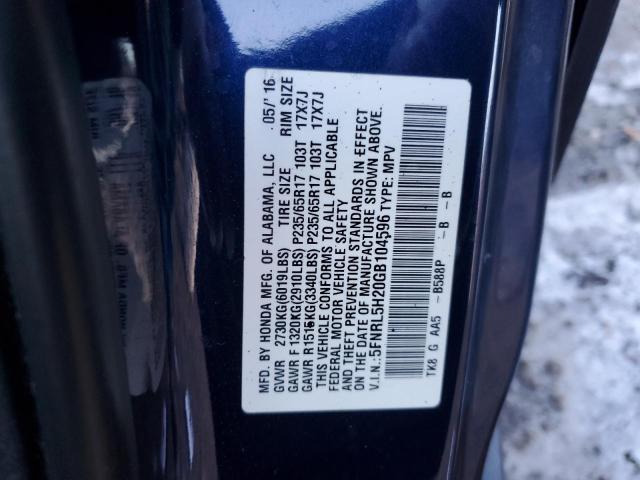 MFD. BY HONDA MFG. OF ALABAMA, LLC 05/'16
GVWR 2730KG(6019LBS) TIRE SIZE RIM SIZE
GAWR F 1320KG(2910LBS) P235/65R17 103T 17X7J
GAWR R1515KG(3340LBS) P235/65R17 103T 17X7J
THIS VEHICLE CONFORMS TO ALL APPLICABLE
FEDERAL MOTOR VEHICLE SAFETY
AND THEFT PREVENTION STANDARDS IN EFFECT
ON THE DATE OF MANUFACTURE SHOWN ABOVE.
V.I.N.:5FNRL5H20GB104596 TYPE: MPV
TK8 G AA5 -B588P -B -B